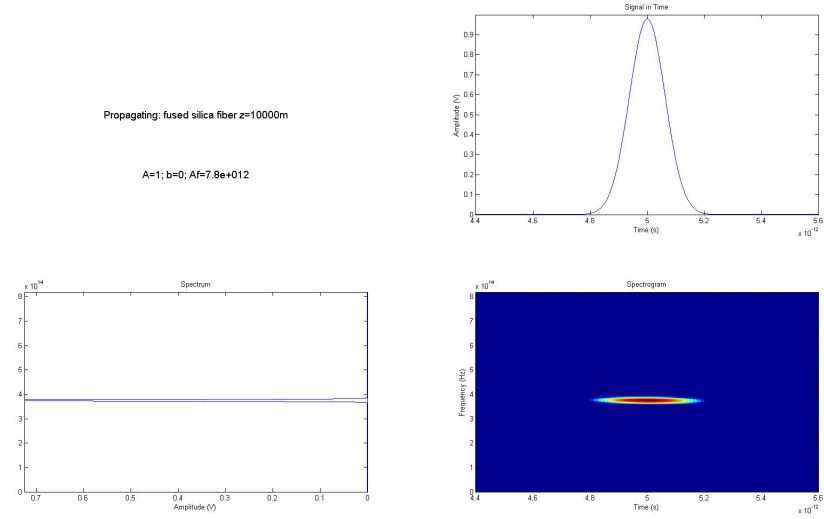 Propagating: fused silica fiber z=10000m
A=1; b=0; Af=7.8e+012
Signal in Time
Amplitude (V)
0.9
0.8
0.7
0.6
0.5
0.4
0.3
0.2
0.1
0
4.4 4.6 4.8 5 5.2 5.4 5.6
Time (s)
x 10^-12
Spectrum
x 10^14
8
7
6
5
4
3
2
1
0
0.7 0.6 0.5 0.4 0.3 0.2 0.1 0
Amplitude (V)
Spectrogram
x 10^14
Frequency (Hz)
8
7
6
5
4
3
2
1
0
4.4 4.6 4.8 5 5.2 5.4 5.6
Time (s)
x 10^-12